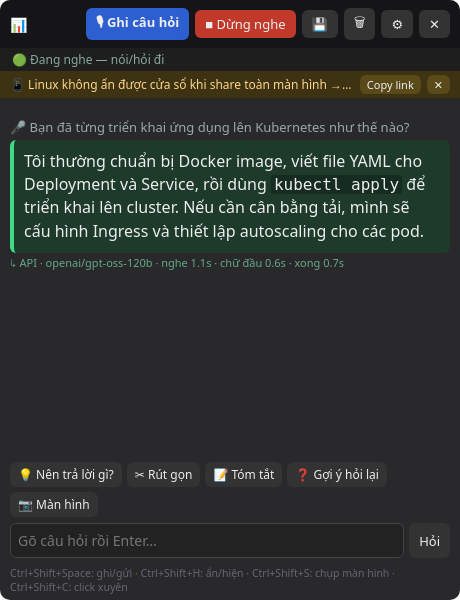 Ghi câu hỏi
Dừng nghe
Đang nghe — nói/hỏi đi
Linux không ẩn được cửa sổ khi share toàn màn hình →...
Copy link
Bạn đã từng triển khai ứng dụng lên Kubernetes như thế nào?
Tôi thường chuẩn bị Docker image, viết file YAML cho
Deployment và Service, rồi dùng kubectl apply để
triển khai lên cluster. Nếu cần cân bằng tải, mình sẽ
cấu hình Ingress và thiết lập autoscaling cho các pod.
↳ API · openai/gpt-oss-120b · nghe 1.1s · chữ đầu 0.6s · xong 0.7s
Nên trả lời gì?
Rút gọn
Tóm tắt
Gợi ý hỏi lại
Màn hình
Gõ câu hỏi rồi Enter...
Hỏi
Ctrl+Shift+Space: ghi/gửi · Ctrl+Shift+H: ẩn/hiện · Ctrl+Shift+S: chụp màn hình ·
Ctrl+Shift+C: click xuyên